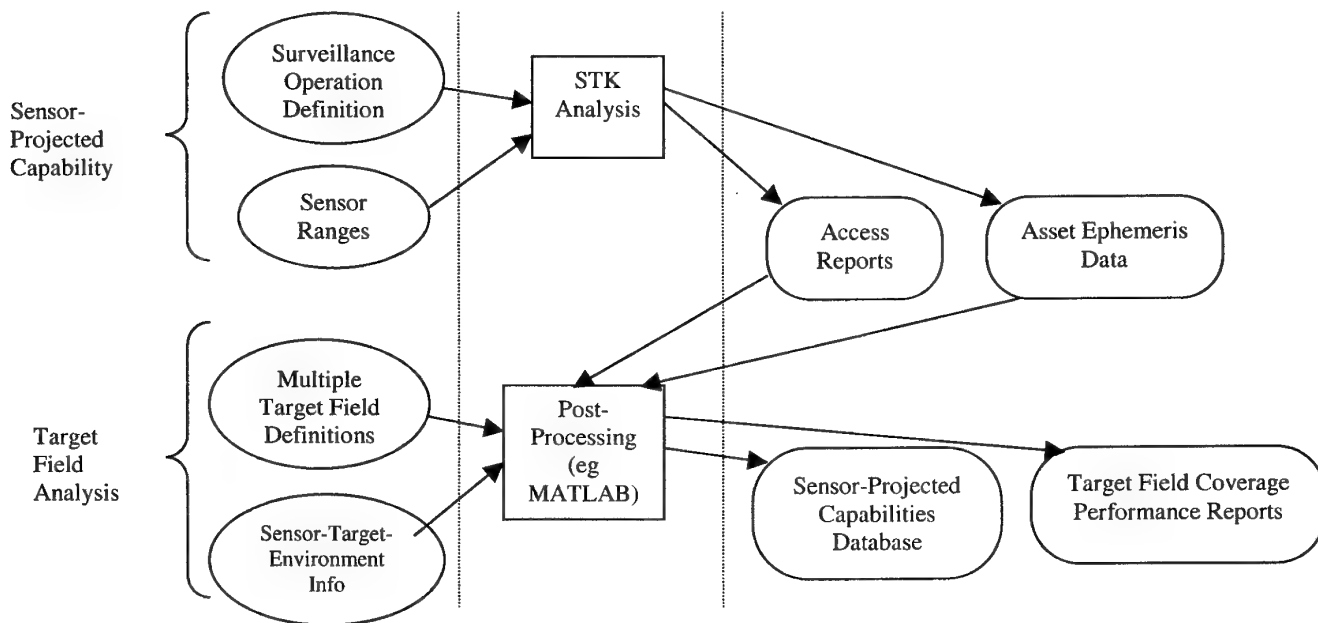 Sensor-
Projected
Capability
Surveillance
Operation
Definition
Sensor
Ranges
STK
Analysis
Access
Reports
Asset Ephemeris
Data
Target
Field
Analysis
Multiple
Target Field
Definitions
Sensor-Target-
Environment
Info
Post-
Processing
(eg
MATLAB)
Sensor-Projected
Capabilities
Database
Target Field Coverage
Performance Reports